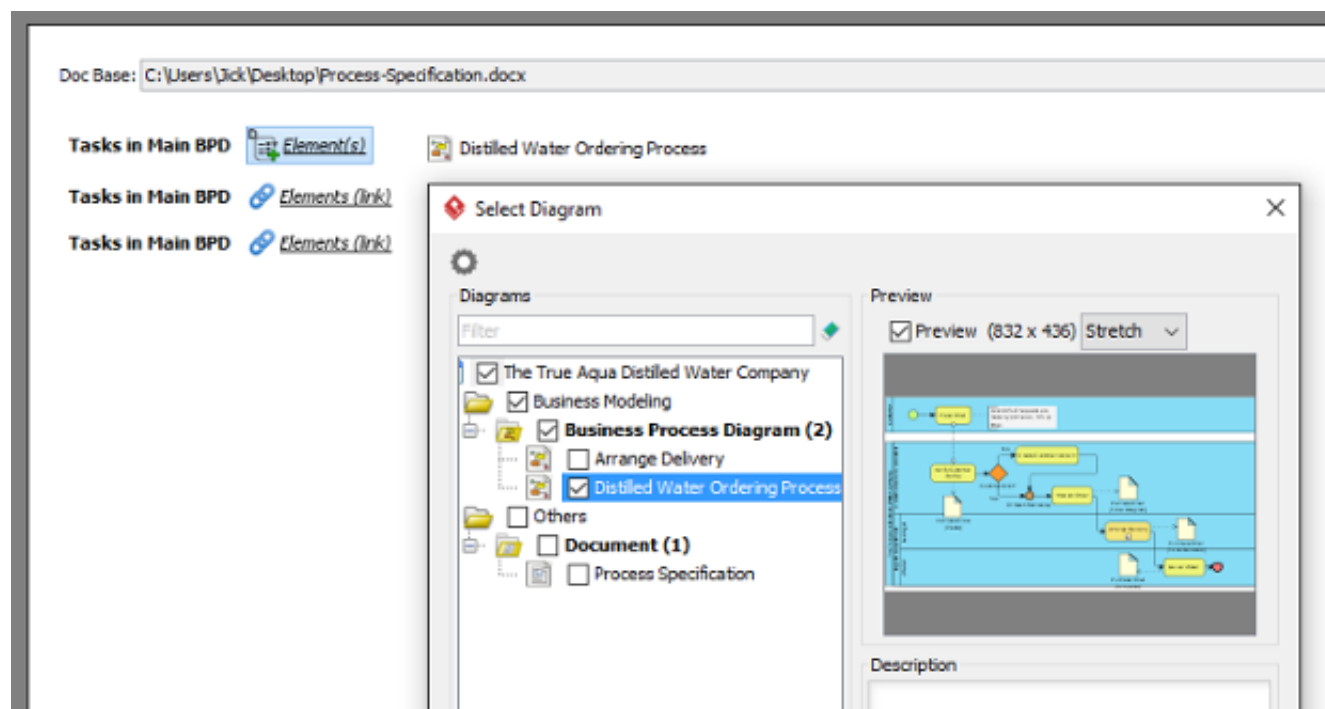 Doc Base: C:\Users\Jick\Desktop\Process-Specification.docx
Tasks in Main BPD Element(s) Distilled Water Ordering Process
Tasks in Main BPD Elements (link)
Tasks in Main BPD Elements (link)
Select Diagram
Diagrams
Filter
The True Aqua Distilled Water Company
Business Modeling
Business Process Diagram (2)
Arrange Delivery
Distilled Water Ordering Process
Others
Document (1)
Process Specification
Preview
Preview (832 x 436) Stretch
Description